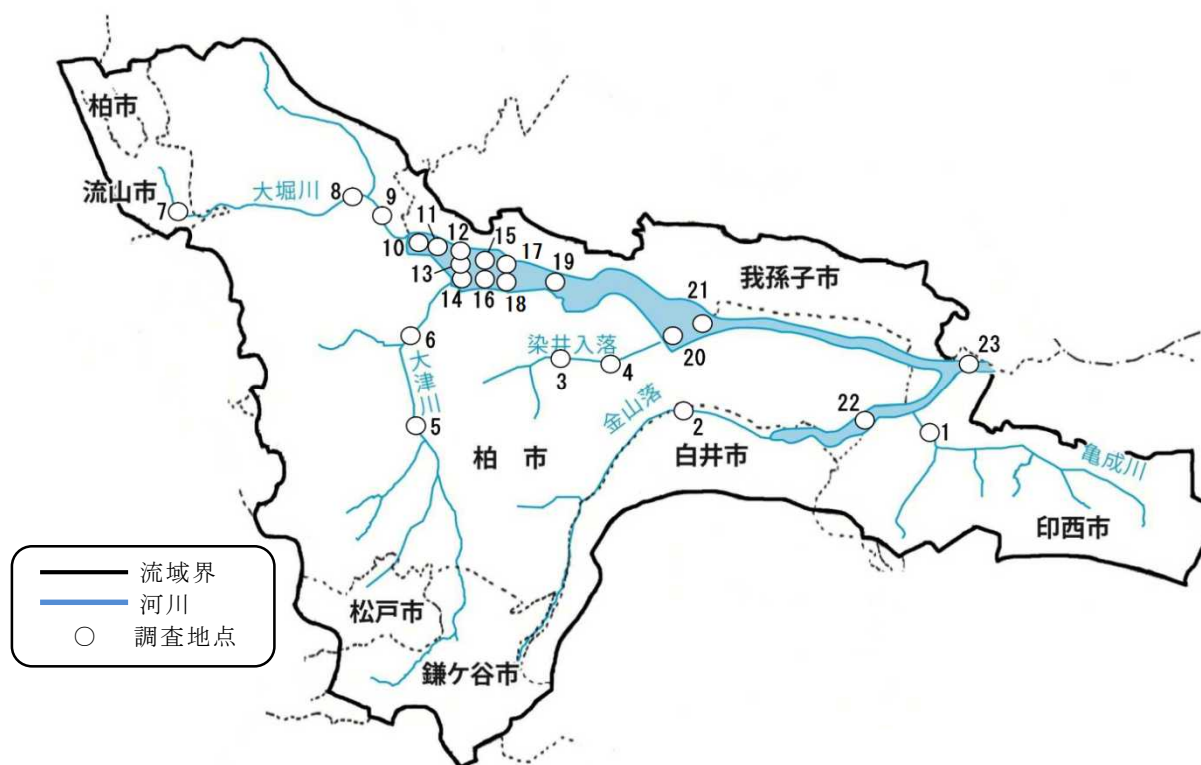 柏市
流山市
大堀川
7
8
9
10
11
12
13
14
15
16
17
18
19
我孫子市
21
20
23
22
染井入落
3
4
6
大津川
5
金山落
2
1
亀成川
柏 市
白井市
印西市
松戸市
鎌ケ谷市
流域界
河川
調査地点